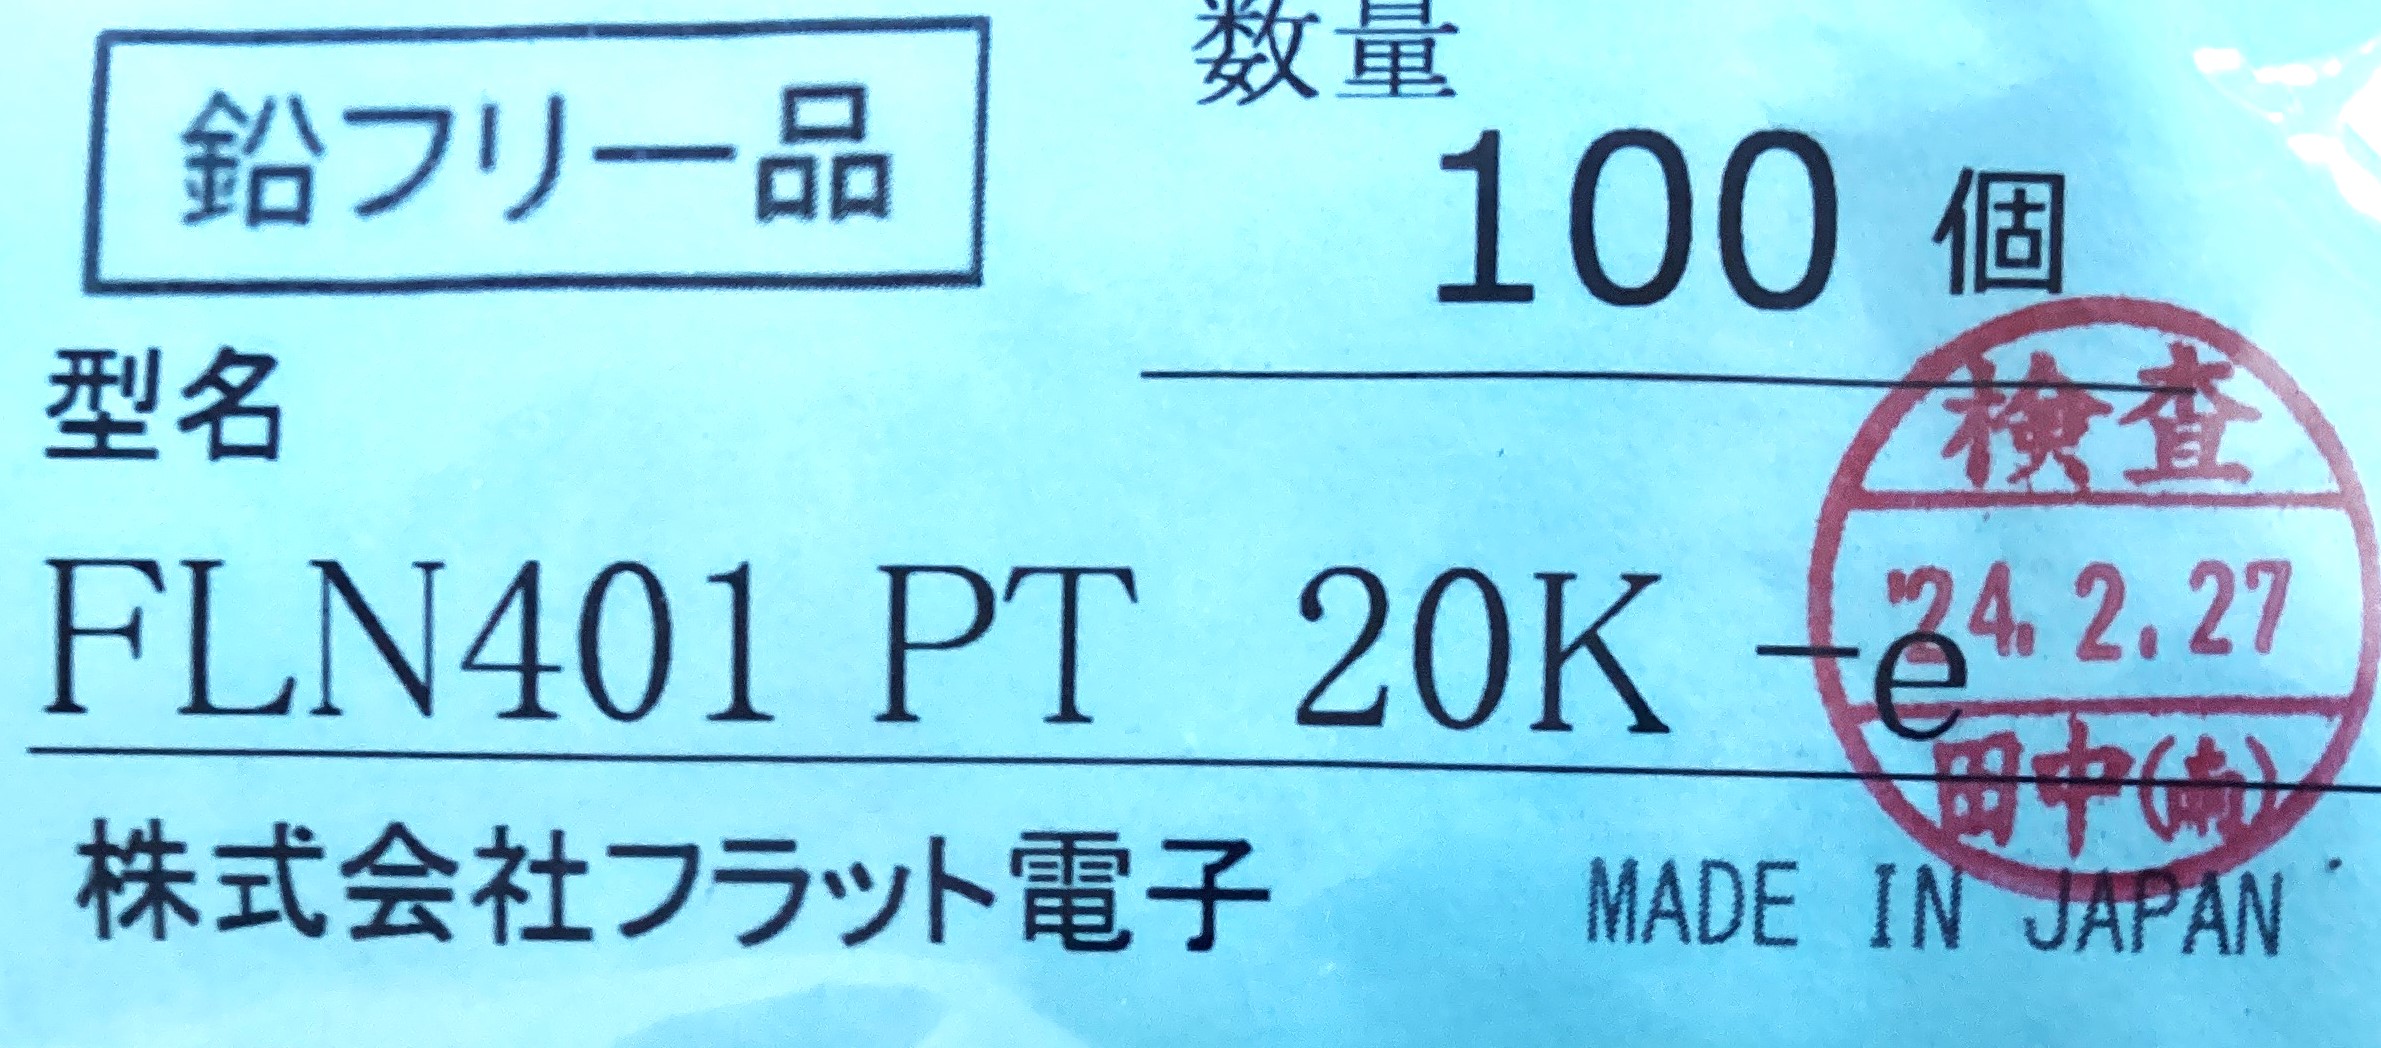 鉛フリー品
数量
100 個
型名
FLN401 PT 20K -e
検査
'24.2.27
田中(南)
株式会社フラット電子
MADE IN JAPAN